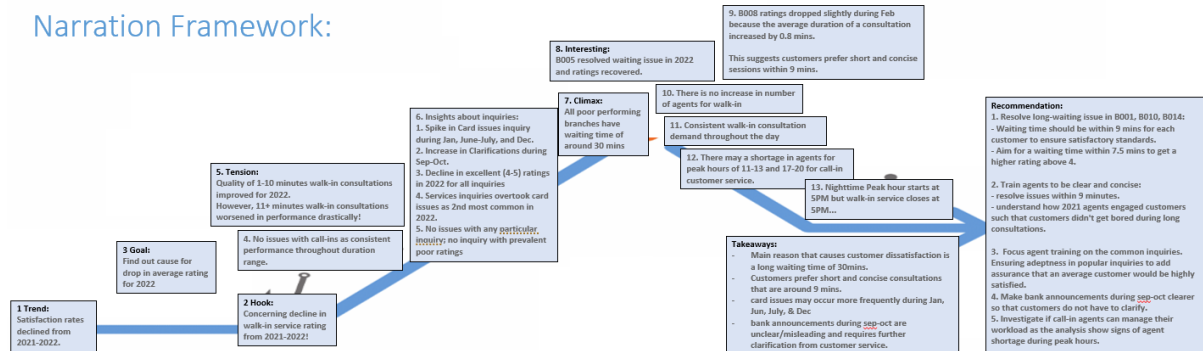 Narration Framework:
1 Trend:
Satisfaction rates
declined from
2021-2022.
2 Hook:
Concerning decline in
walk-in service rating
from 2021-2022!
3 Goal:
Find out cause for
drop in average rating
for 2022
4. No issues with call-ins as consistent
performance throughout duration
range.
5. Tension:
Quality of 1-10 minutes walk-in consultations
improved for 2022.
However, 11+ minutes walk-in consultations
worsened in performance drastically!
6. Insights about inquiries:
1. Spike in Card issues inquiry
during Jan, June-July, and Dec.
2. Increase in Clarifications during
Sep-Oct.
3. Decline in excellent (4-5) ratings
in 2022 for all inquiries
4. Services inquiries overtook card
issues as 2nd most common in
2022.
5. No issues with any particular
inquiry; no inquiry with prevalent
poor ratings
7. Climax:
All poor performing
branches have
waiting time of
around 30 mins
8. Interesting:
B005 resolved waiting issue in 2022
and ratings recovered.
9. B008 ratings dropped slightly during Feb
because the average duration of a consultation
increased by 0.8 mins.
This suggests customers prefer short and concise
sessions within 9 mins.
10. There is no increase in number
of agents for walk-in
11. Consistent walk-in consultation
demand throughout the day
12. There may a shortage in agents for
peak hours of 11-13 and 17-20 for call-in
customer service.
13. Nighttime Peak hour starts at
5PM but walk-in service closes at
5PM...
Takeaways:
- Main reason that causes customer dissatisfaction is
a long waiting time of 30mins.
- Customers prefer short and concise consultations
that are around 9 mins.
- card issues may occur more frequently during Jan,
Jun, July, & Dec
- bank announcements during sep-oct are
unclear/misleading and requires further
clarification from customer service.
Recommendation:
1. Resolve long-waiting issue in B001, B010, B014:
- Waiting time should be within 9 mins for each
customer to ensure satisfactory standards.
- Aim for a waiting time within 7.5 mins to get a
higher rating above 4.
2. Train agents to be clear and concise:
- resolve issues within 9 minutes.
- understand how 2021 agents engaged customers
such that customers didn't get bored during long
consultations.
3. Focus agent training on the common inquiries.
Ensuring adeptness in popular inquiries to add
assurance that an average customer would be highly
satisfied.
4. Make bank announcements during sep-oct clearer
so that customers do not have to clarify.
5. Investigate if call-in agents can manage their
workload as the analysis show signs of agent
shortage during peak hours.